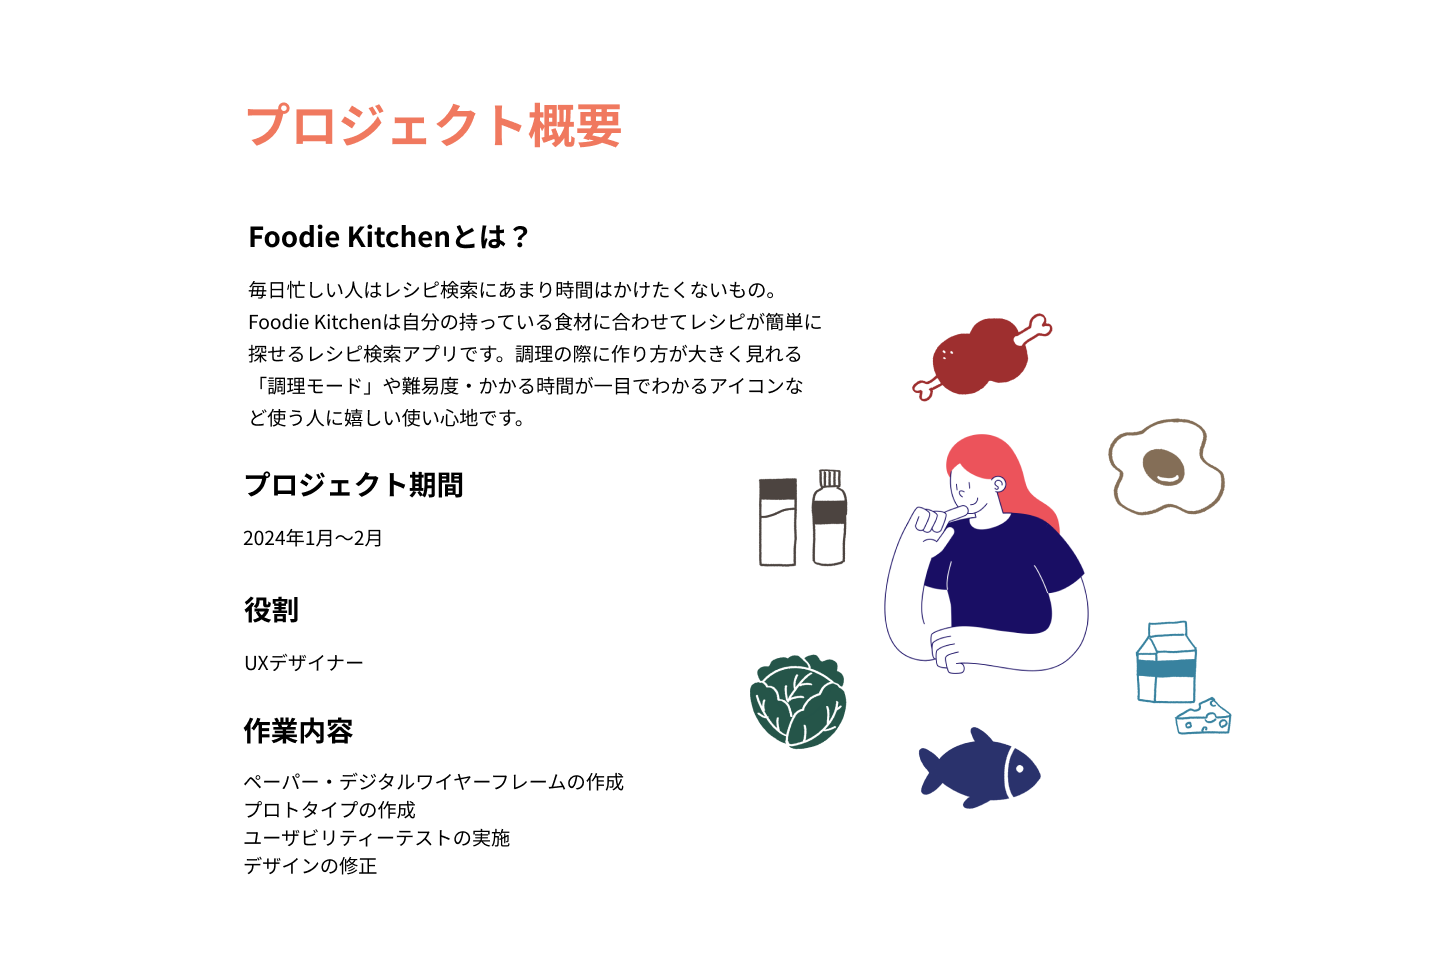 プロジェクト概要
Foodie Kitchenとは？
毎日忙しい人はレシピ検索にあまり時間はかけたくないもの。
Foodie Kitchenは自分の持っている食材に合わせてレシピが簡単に
探せるレシピ検索アプリです。調理の際に作り方が大きく見れる
「調理モード」や難易度・かかる時間が一目でわかるアイコンな
ど使う人に嬉しい使い心地です。
プロジェクト期間
2024年1月〜2月
役割
UXデザイナー
作業内容
ペーパー・デジタルワイヤーフレームの作成
プロトタイプの作成
ユーザビリティーテストの実施
デザインの修正